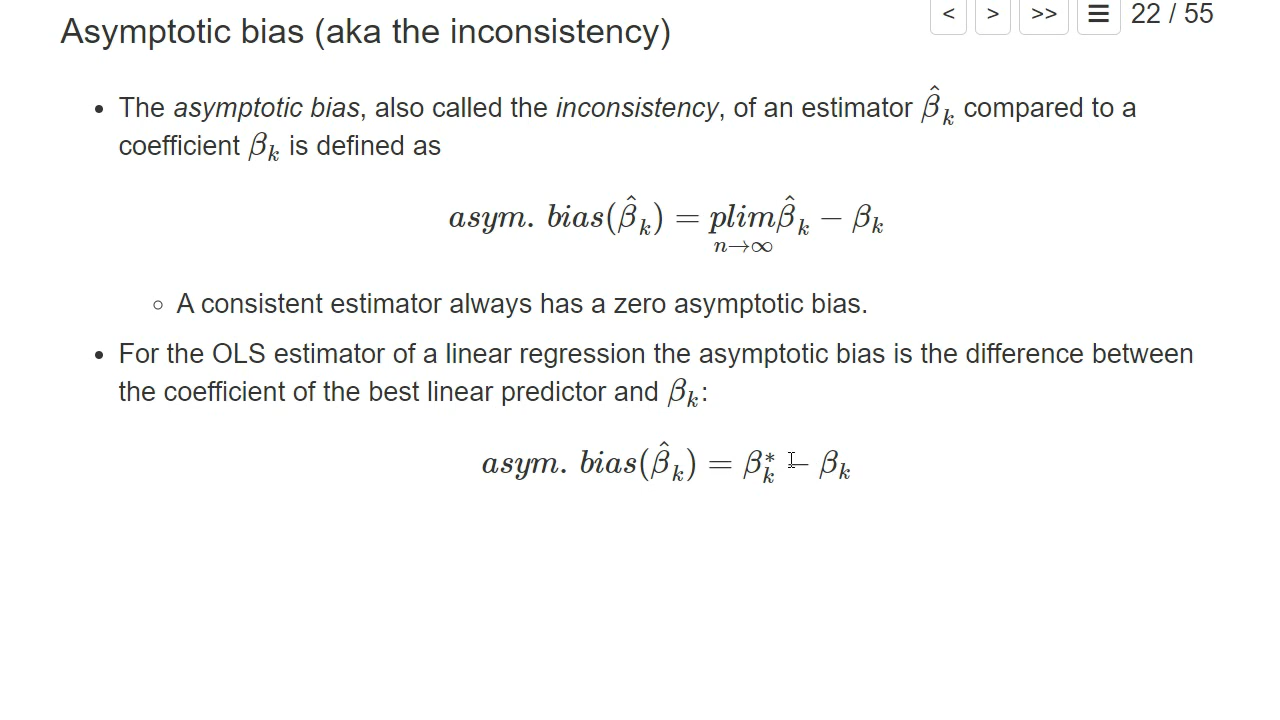 Asymptotic bias (aka the inconsistency)
< > >> ☰ 22 / 55
• The asymptotic bias, also called the inconsistency, of an estimator β̂ₖ compared to a
coefficient βₖ is defined as
asym. bias(β̂ₖ) = plim β̂ₖ − βₖ
n→∞
◦ A consistent estimator always has a zero asymptotic bias.
• For the OLS estimator of a linear regression the asymptotic bias is the difference between
the coefficient of the best linear predictor and βₖ:
asym. bias(β̂ₖ) = βₖ* − βₖ